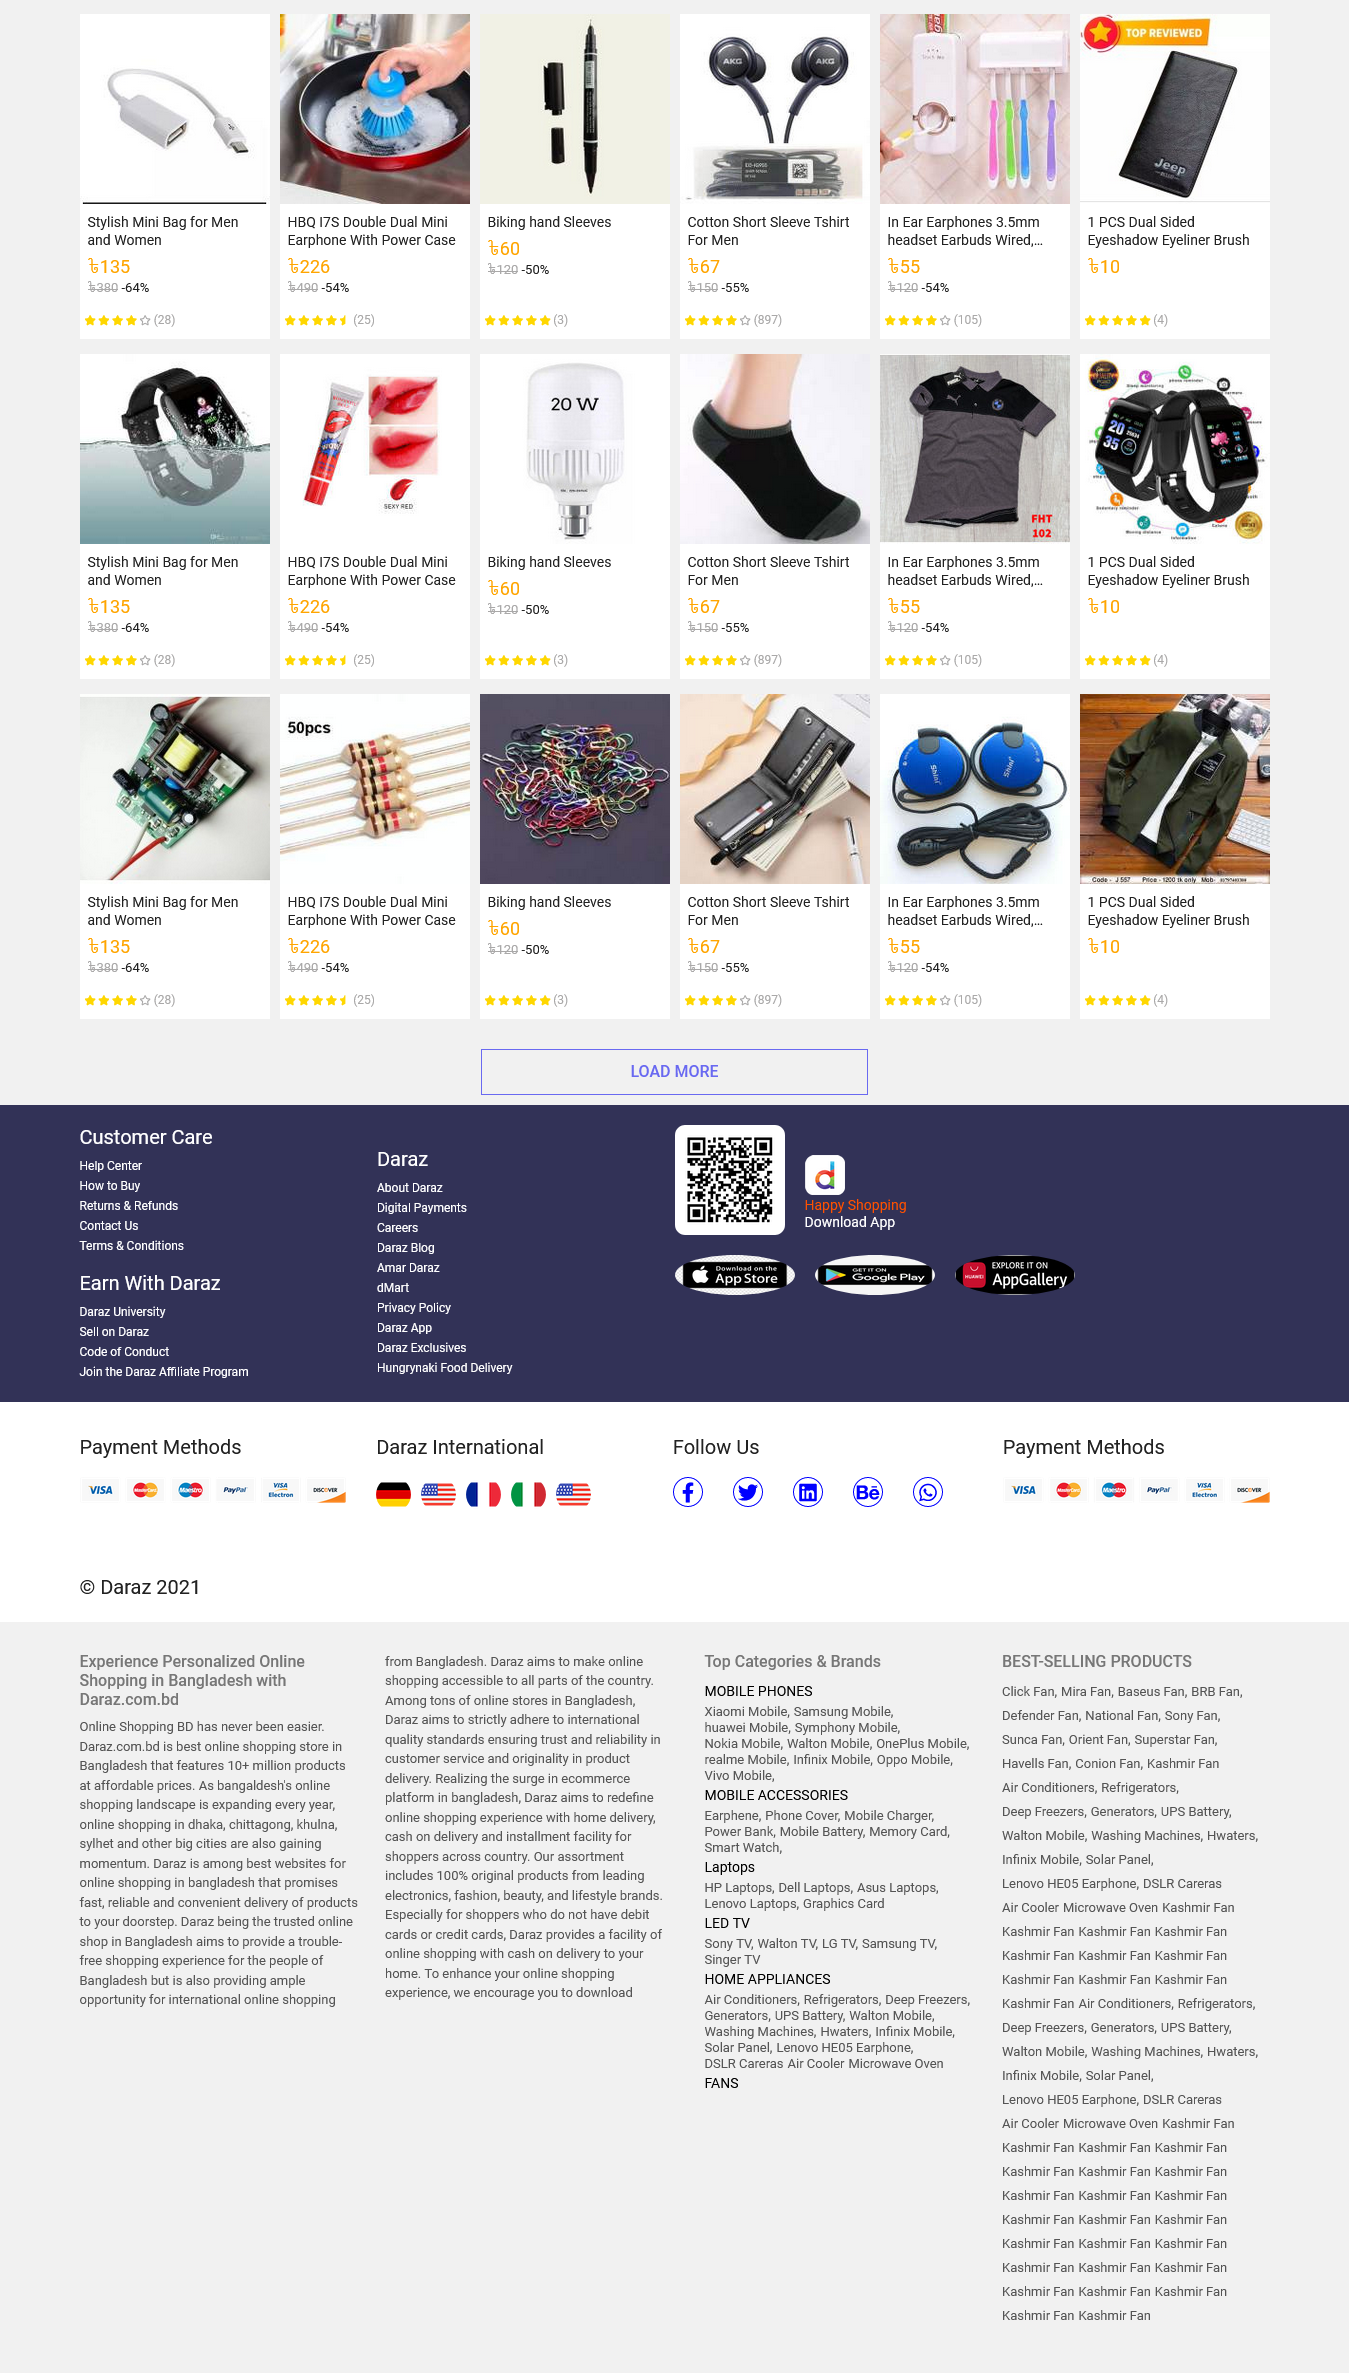 AKG
AKG
Jeep
TOP REVIEWED
Stylish Mini Bag for Men
and Women
৳135
৳380 -64%
(28)
HBQ I7S Double Dual Mini
Earphone With Power Case
৳226
৳490 -54%
(25)
Biking hand Sleeves
৳60
৳120 -50%
(3)
Cotton Short Sleeve Tshirt
For Men
৳67
৳150 -55%
(897)
In Ear Earphones 3.5mm
headset Earbuds Wired,...
৳55
৳120 -54%
(105)
1 PCS Dual Sided
Eyeshadow Eyeliner Brush
৳10
(4)
SEXY RED
20 W
FHT
102
Stylish Mini Bag for Men
and Women
৳135
৳380 -64%
(28)
HBQ I7S Double Dual Mini
Earphone With Power Case
৳226
৳490 -54%
(25)
Biking hand Sleeves
৳60
৳120 -50%
(3)
Cotton Short Sleeve Tshirt
For Men
৳67
৳150 -55%
(897)
In Ear Earphones 3.5mm
headset Earbuds Wired,...
৳55
৳120 -54%
(105)
1 PCS Dual Sided
Eyeshadow Eyeliner Brush
৳10
(4)
50pcs
Shini
Shini
Code - J 557 Price - 1200 tk only Mob-
Stylish Mini Bag for Men
and Women
৳135
৳380 -64%
(28)
HBQ I7S Double Dual Mini
Earphone With Power Case
৳226
৳490 -54%
(25)
Biking hand Sleeves
৳60
৳120 -50%
(3)
Cotton Short Sleeve Tshirt
For Men
৳67
৳150 -55%
(897)
In Ear Earphones 3.5mm
headset Earbuds Wired,...
৳55
৳120 -54%
(105)
1 PCS Dual Sided
Eyeshadow Eyeliner Brush
৳10
(4)
LOAD MORE
Customer Care
Help Center
How to Buy
Returns & Refunds
Contact Us
Terms & Conditions
Earn With Daraz
Daraz University
Sell on Daraz
Code of Conduct
Join the Daraz Affiliate Program
Daraz
About Daraz
Digital Payments
Careers
Daraz Blog
Amar Daraz
dMart
Privacy Policy
Daraz App
Daraz Exclusives
Hungrynaki Food Delivery
d
Happy Shopping
Download App
Download on the
App Store
GET IT ON
Google Play
HUAWEI
EXPLORE IT ON
AppGallery
Payment Methods
VISA MasterCard Maestro PayPal VISA Electron DISCOVER
Daraz International
Follow Us
Payment Methods
VISA MasterCard Maestro PayPal VISA Electron DISCOVER
© Daraz 2021
Experience Personalized Online
Shopping in Bangladesh with
Daraz.com.bd
Online Shopping BD has never been easier.
Daraz.com.bd is best online shopping store in
Bangladesh that features 10+ million products
at affordable prices. As bangaldesh's online
shopping landscape is expanding every year,
online shopping in dhaka, chittagong, khulna,
sylhet and other big cities are also gaining
momentum. Daraz is among best websites for
online shopping in bangladesh that promises
fast, reliable and convenient delivery of products
to your doorstep. Daraz being the trusted online
shop in Bangladesh aims to provide a trouble-
free shopping experience for the people of
Bangladesh but is also providing ample
opportunity for international online shopping
from Bangladesh. Daraz aims to make online
shopping accessible to all parts of the country.
Among tons of online stores in Bangladesh,
Daraz aims to strictly adhere to international
quality standards ensuring trust and reliability in
customer service and originality in product
delivery. Realizing the surge in ecommerce
platform in bangladesh, Daraz aims to redefine
online shopping experience with home delivery,
cash on delivery and installment facility for
shoppers across country. Our assortment
includes 100% original products from leading
electronics, fashion, beauty, and lifestyle brands.
Especially for shoppers who do not have debit
cards or credit cards, Daraz provides a facility of
online shopping with cash on delivery to your
home. To enhance your online shopping
experience, we encourage you to download
Top Categories & Brands
MOBILE PHONES
Xiaomi Mobile, Samsung Mobile,
huawei Mobile, Symphony Mobile,
Nokia Mobile, Walton Mobile, OnePlus Mobile,
realme Mobile, Infinix Mobile, Oppo Mobile,
Vivo Mobile,
MOBILE ACCESSORIES
Earphene, Phone Cover, Mobile Charger,
Power Bank, Mobile Battery, Memory Card,
Smart Watch,
Laptops
HP Laptops, Dell Laptops, Asus Laptops,
Lenovo Laptops, Graphics Card
LED TV
Sony TV, Walton TV, LG TV, Samsung TV,
Singer TV
HOME APPLIANCES
Air Conditioners, Refrigerators, Deep Freezers,
Generators, UPS Battery, Walton Mobile,
Washing Machines, Hwaters, Infinix Mobile,
Solar Panel, Lenovo HE05 Earphone,
DSLR Careras Air Cooler Microwave Oven
FANS
BEST-SELLING PRODUCTS
Click Fan, Mira Fan, Baseus Fan, BRB Fan,
Defender Fan, National Fan, Sony Fan,
Sunca Fan, Orient Fan, Superstar Fan,
Havells Fan, Conion Fan, Kashmir Fan
Air Conditioners, Refrigerators,
Deep Freezers, Generators, UPS Battery,
Walton Mobile, Washing Machines, Hwaters,
Infinix Mobile, Solar Panel,
Lenovo HE05 Earphone, DSLR Careras
Air Cooler Microwave Oven Kashmir Fan
Kashmir Fan Kashmir Fan Kashmir Fan
Kashmir Fan Kashmir Fan Kashmir Fan
Kashmir Fan Kashmir Fan Kashmir Fan
Kashmir Fan Air Conditioners, Refrigerators,
Deep Freezers, Generators, UPS Battery,
Walton Mobile, Washing Machines, Hwaters,
Infinix Mobile, Solar Panel,
Lenovo HE05 Earphone, DSLR Careras
Air Cooler Microwave Oven Kashmir Fan
Kashmir Fan Kashmir Fan Kashmir Fan
Kashmir Fan Kashmir Fan Kashmir Fan
Kashmir Fan Kashmir Fan Kashmir Fan
Kashmir Fan Kashmir Fan Kashmir Fan
Kashmir Fan Kashmir Fan Kashmir Fan
Kashmir Fan Kashmir Fan Kashmir Fan
Kashmir Fan Kashmir Fan Kashmir Fan
Kashmir Fan Kashmir Fan